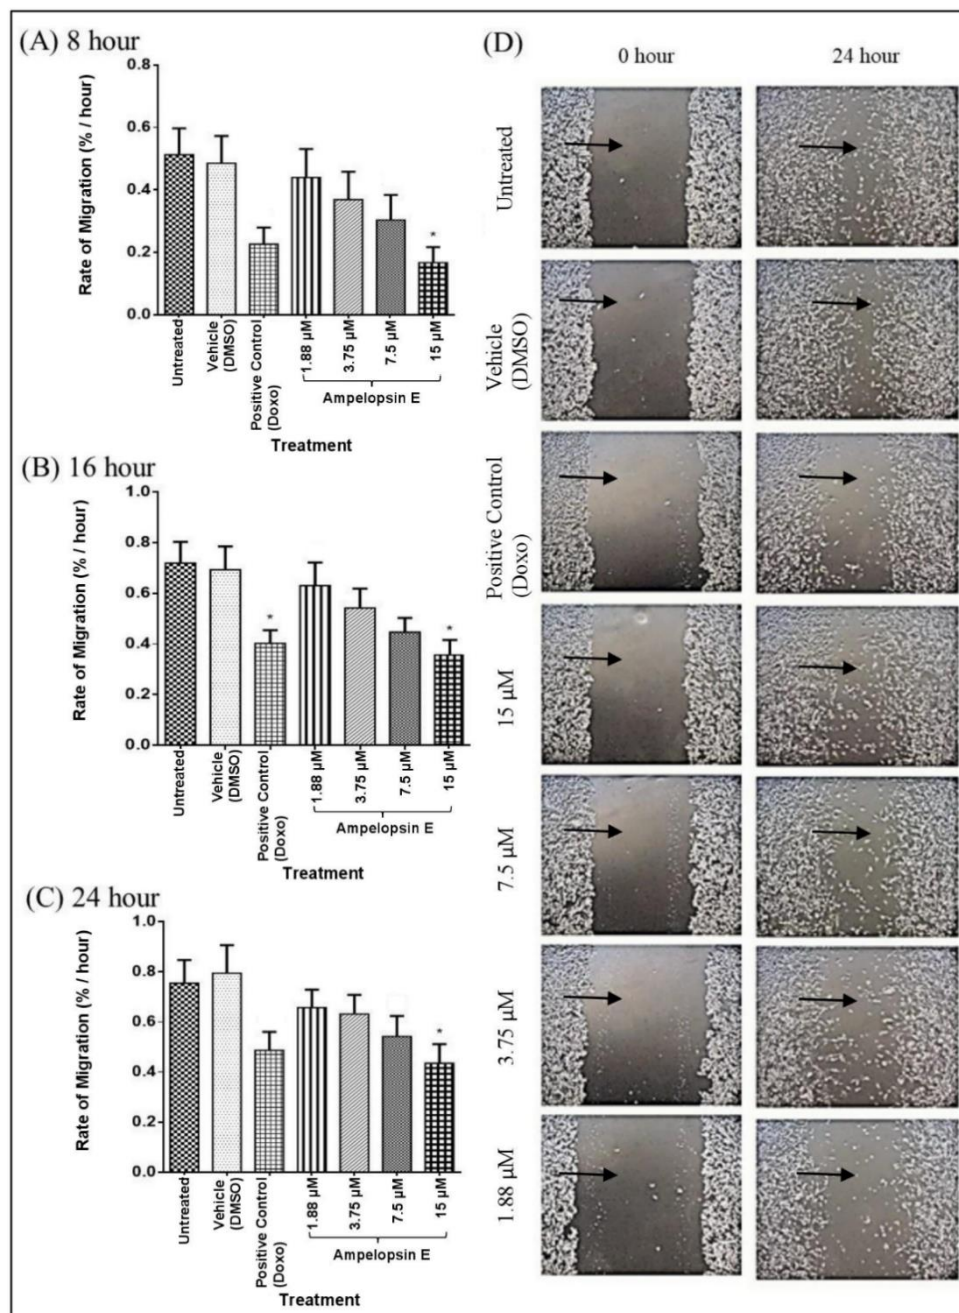 (A) 8 hour
Rate of Migration (% / hour)
0.8
0.6
0.4
0.2
0.0
Untreated
Vehicle
(DMSO)
Positive Control
(Doxo)
1.88 µM
3.75 µM
7.5 µM
15 µM
*
Ampelopsin E
Treatment
(B) 16 hour
Rate of Migration (% / hour)
1.0
0.8
0.6
0.4
0.2
0.0
*
*
Untreated
Vehicle
(DMSO)
Positive Control
(Doxo)
1.88 µM
3.75 µM
7.5 µM
15 µM
Ampelopsin E
Treatment
(C) 24 hour
Rate of Migration (% / hour)
1.0
0.8
0.6
0.4
0.2
0.0
*
Untreated
Vehicle
(DMSO)
Positive Control
(Doxo)
1.88 µM
3.75 µM
7.5 µM
15 µM
Ampelopsin E
Treatment
(D)
0 hour
24 hour
Untreated
Vehicle
(DMSO)
Positive Control
(Doxo)
15 µM
7.5 µM
3.75 µM
1.88 µM